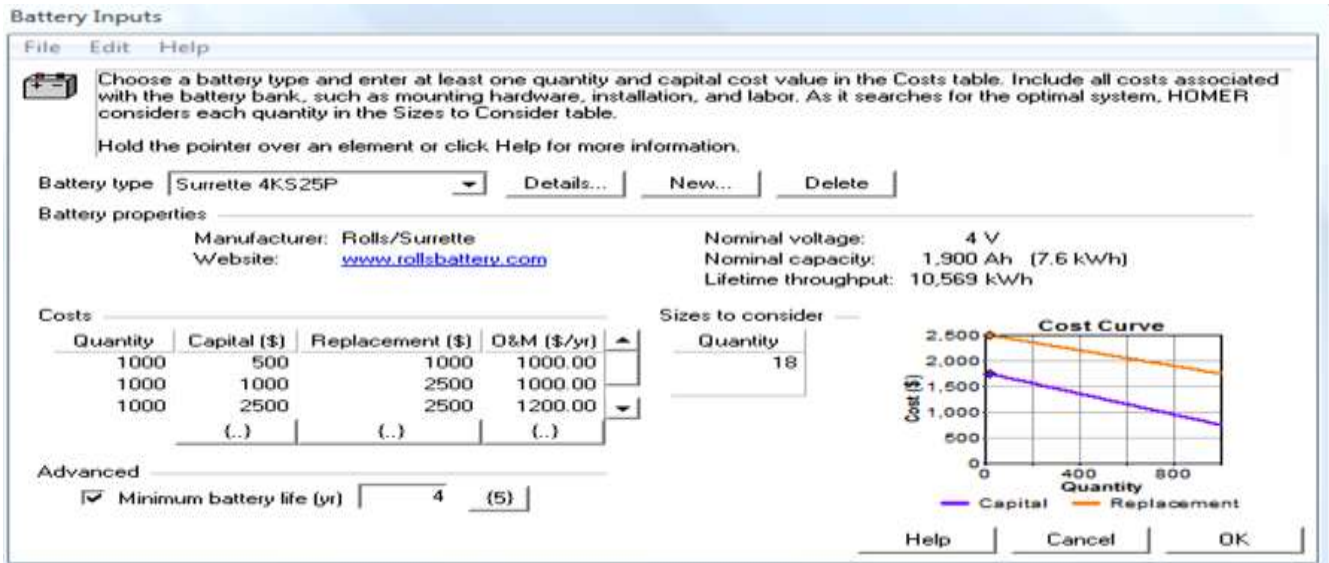 Battery Inputs
File Edit Help
Choose a battery type and enter at least one quantity and capital cost value in the Costs table. Include all costs associated
with the battery bank, such as mounting hardware, installation, and labor. As it searches for the optimal system, HOMER
considers each quantity in the Sizes to Consider table.
Hold the pointer over an element or click Help for more information.
Battery type Surrette 4KS25P Details... New... Delete
Battery properties
Manufacturer: Rolls/Surrette Nominal voltage: 4 V
Website: www.rollsbattery.com Nominal capacity: 1,900 Ah (7.6 kWh)
Lifetime throughput: 10,569 kWh
Costs Sizes to consider
Quantity Capital ($) Replacement ($) O&M ($/yr) Quantity
1000 500 1000 1000.00 18
1000 1000 2500 1000.00
1000 2500 2500 1200.00
{..} {..} {..}
Cost Curve
2,500
2,000
1,500
1,000
500
0
Cost ($)
0 400 800
Quantity
Capital Replacement
Advanced
Minimum battery life (yr) 4 {5}
Help Cancel OK